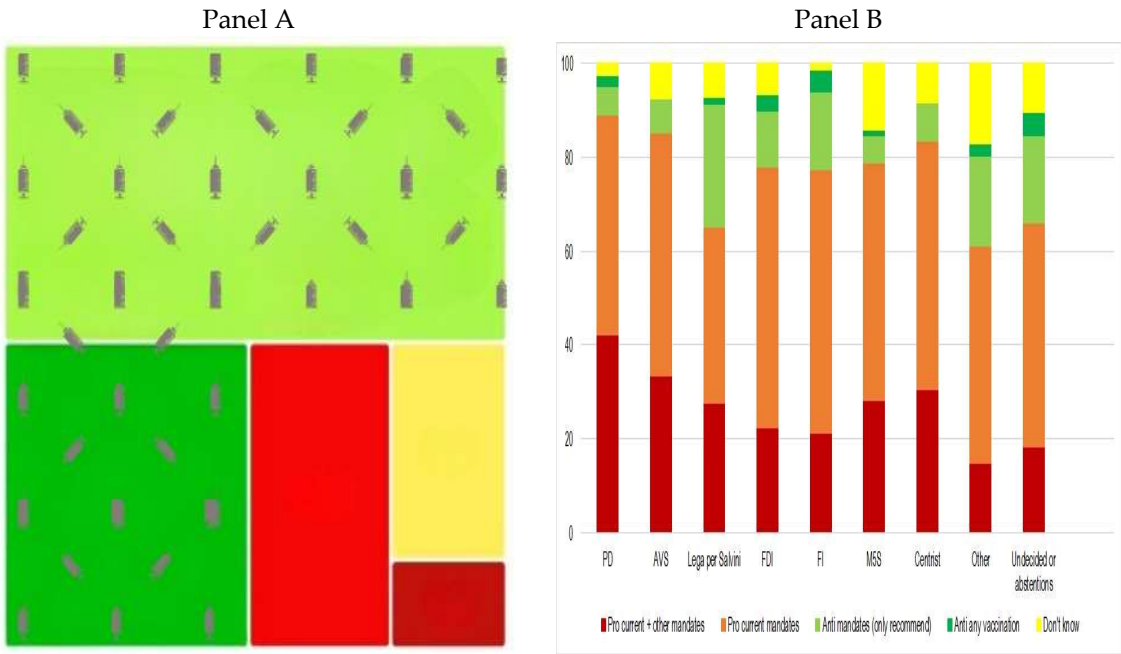 Panel A
Panel B
100
80
60
40
20
0
PD AVS Lega per Salvini FDI FI M5S Centrist Other Undecided or
abstentions
Pro current + other mandates Pro current mandates Anti mandates (only recommend) Anti any vaccination Don't know